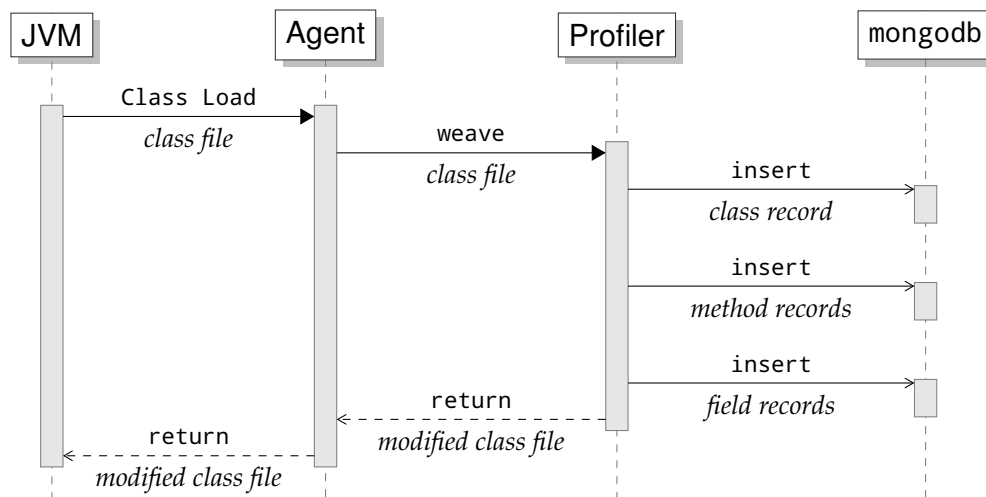 JVM
Agent
Profiler
mongodb
Class Load
class file
weave
class file
insert
class record
insert
method records
insert
field records
return
modified class file
return
modified class file